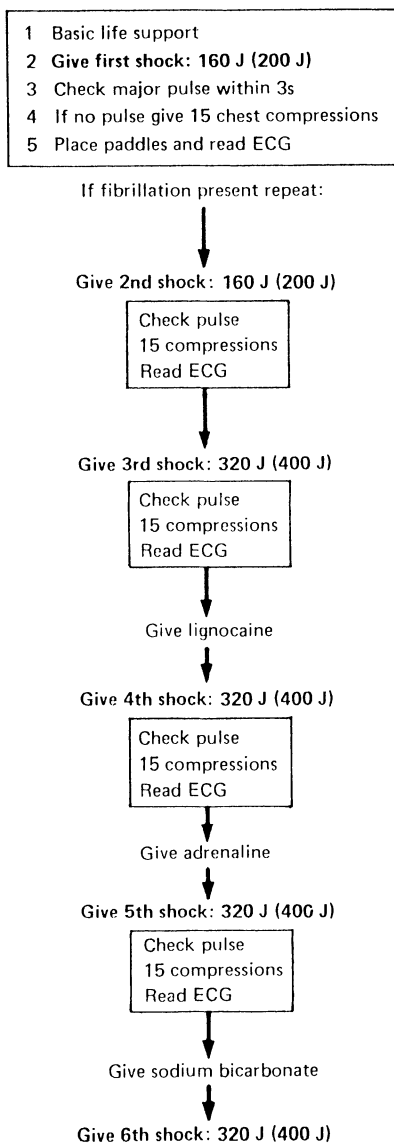 1 Basic life support
2 Give first shock: 160 J (200 J)
3 Check major pulse within 3s
4 If no pulse give 15 chest compressions
5 Place paddles and read ECG
If fibrillation present repeat:
Give 2nd shock: 160 J (200 J)
Check pulse
15 compressions
Read ECG
Give 3rd shock: 320 J (400 J)
Check pulse
15 compressions
Read ECG
Give lignocaine
Give 4th shock: 320 J (400 J)
Check pulse
15 compressions
Read ECG
Give adrenaline
Give 5th shock: 320 J (400 J)
Check pulse
15 compressions
Read ECG
Give sodium bicarbonate
Give 6th shock: 320 J (400 J)